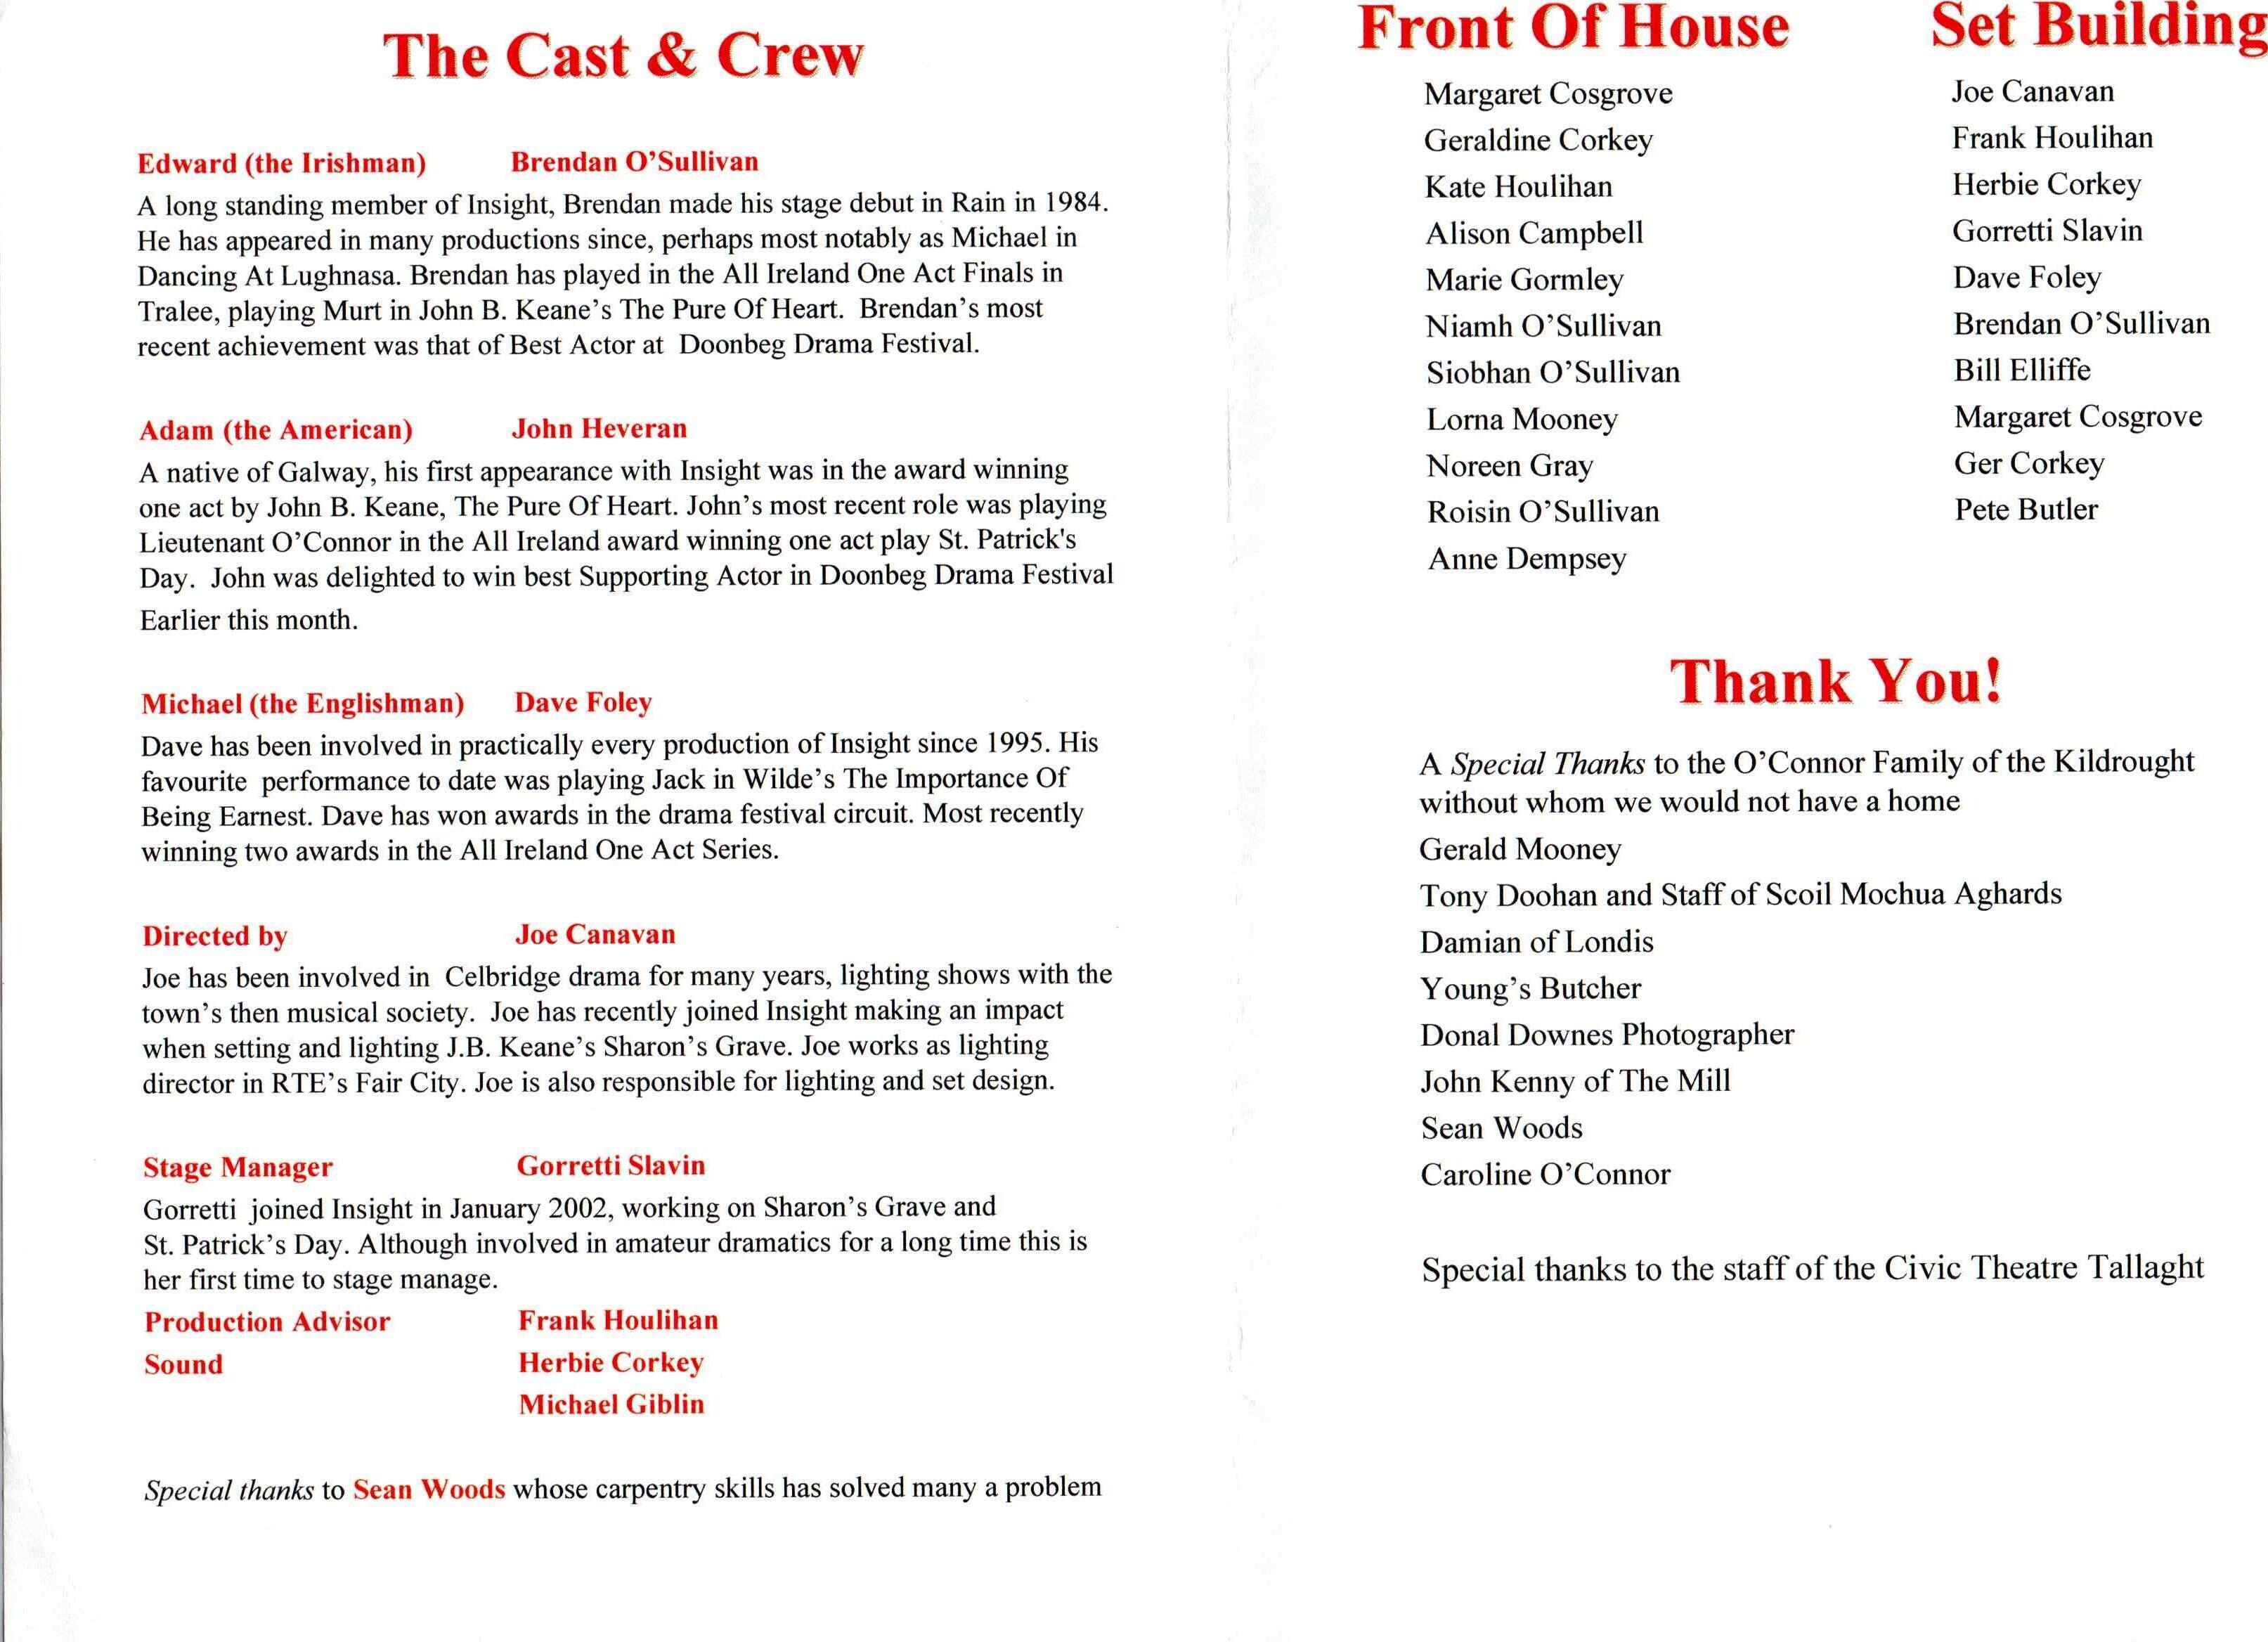 The Cast & Crew
Edward (the Irishman) Brendan O'Sullivan
A long standing member of Insight, Brendan made his stage debut in Rain in 1984.
He has appeared in many productions since, perhaps most notably as Michael in
Dancing At Lughnasa. Brendan has played in the All Ireland One Act Finals in
Tralee, playing Murt in John B. Keane's The Pure Of Heart. Brendan's most
recent achievement was that of Best Actor at Doonbeg Drama Festival.
Adam (the American) John Heveran
A native of Galway, his first appearance with Insight was in the award winning
one act by John B. Keane, The Pure Of Heart. John's most recent role was playing
Lieutenant O'Connor in the All Ireland award winning one act play St. Patrick's
Day. John was delighted to win best Supporting Actor in Doonbeg Drama Festival
Earlier this month.
Michael (the Englishman) Dave Foley
Dave has been involved in practically every production of Insight since 1995. His
favourite performance to date was playing Jack in Wilde's The Importance Of
Being Earnest. Dave has won awards in the drama festival circuit. Most recently
winning two awards in the All Ireland One Act Series.
Directed by Joe Canavan
Joe has been involved in Celbridge drama for many years, lighting shows with the
town's then musical society. Joe has recently joined Insight making an impact
when setting and lighting J.B. Keane's Sharon's Grave. Joe works as lighting
director in RTE's Fair City. Joe is also responsible for lighting and set design.
Stage Manager Gorretti Slavin
Gorretti joined Insight in January 2002, working on Sharon's Grave and
St. Patrick's Day. Although involved in amateur dramatics for a long time this is
her first time to stage manage.
Production Advisor Frank Houlihan
Sound Herbie Corkey
Michael Giblin
Special thanks to Sean Woods whose carpentry skills has solved many a problem
Front Of House
Margaret Cosgrove
Geraldine Corkey
Kate Houlihan
Alison Campbell
Marie Gormley
Niamh O'Sullivan
Siobhan O'Sullivan
Lorna Mooney
Noreen Gray
Roisin O'Sullivan
Anne Dempsey
Set Building
Joe Canavan
Frank Houlihan
Herbie Corkey
Gorretti Slavin
Dave Foley
Brendan O'Sullivan
Bill Elliffe
Margaret Cosgrove
Ger Corkey
Pete Butler
Thank You!
A Special Thanks to the O'Connor Family of the Kildrought
without whom we would not have a home
Gerald Mooney
Tony Doohan and Staff of Scoil Mochua Aghards
Damian of Londis
Young's Butcher
Donal Downes Photographer
John Kenny of The Mill
Sean Woods
Caroline O'Connor
Special thanks to the staff of the Civic Theatre Tallaght